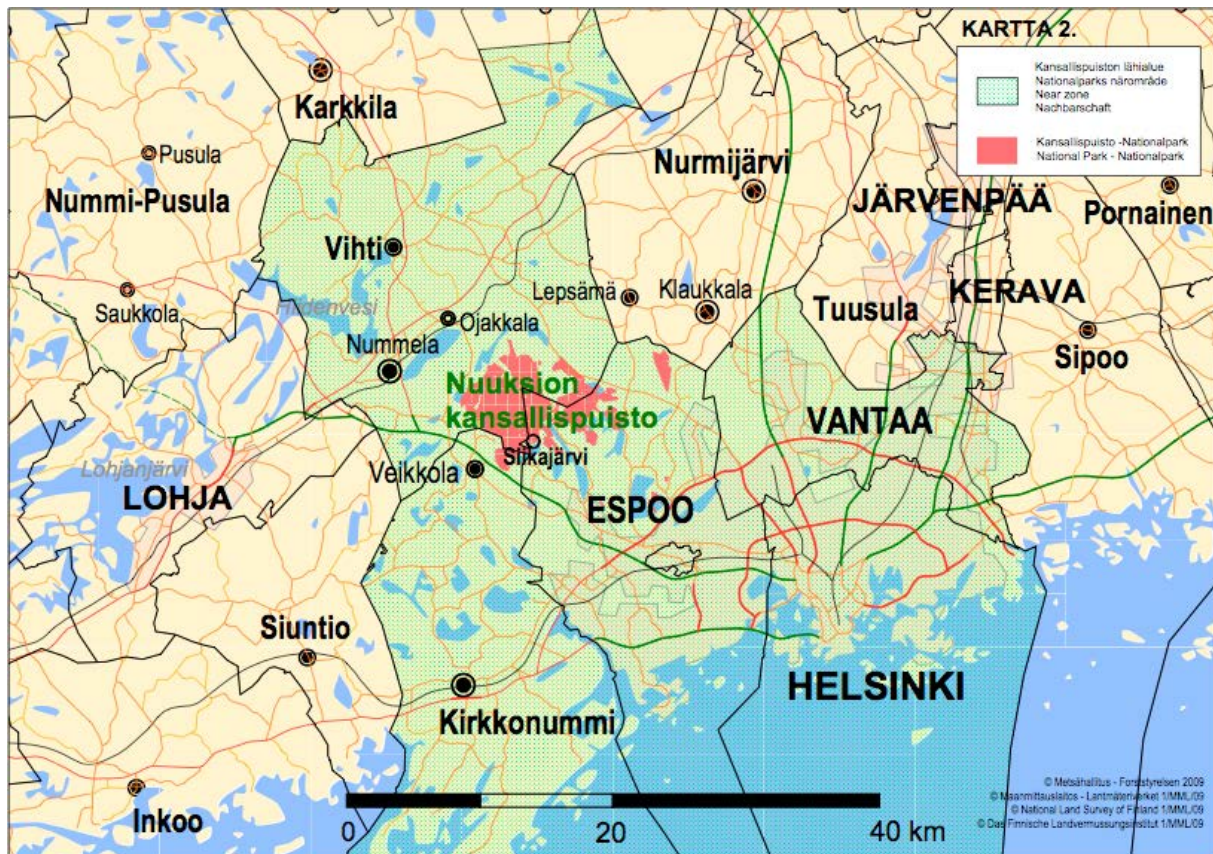 KARTTA 2.
Kansallispuiston lähialue
Nationalparks närområde
Near zone
Nachbarschaft
Kansallispuisto -Nationalpark
National Park - Nationalpark
Karkkila
Pusula
Nummi-Pusula
Nurmijärvi
JÄRVENPÄÄ
Pornainen
Vihti
Saukkola
Hiidenvesi
Ojakkala
Lepsämä
Klaukkala
Tuusula
KERAVA
Sipoo
Nummela
Nuuksion
kansallispuisto
VANTAA
Siikajärvi
Veikkola
Lohjanjärvi
LOHJA
ESPOO
Siuntio
HELSINKI
Kirkkonummi
Inkoo
0
20
40 km
© Metsähallitus - Forststyrelsen 2009
© Maanmittauslaitos - Lantmäteriverket 1/MML/09
© National Land Survey of Finland 1/MML/09
© Das Finnische Landvermussungsinstitut 1/MML/09